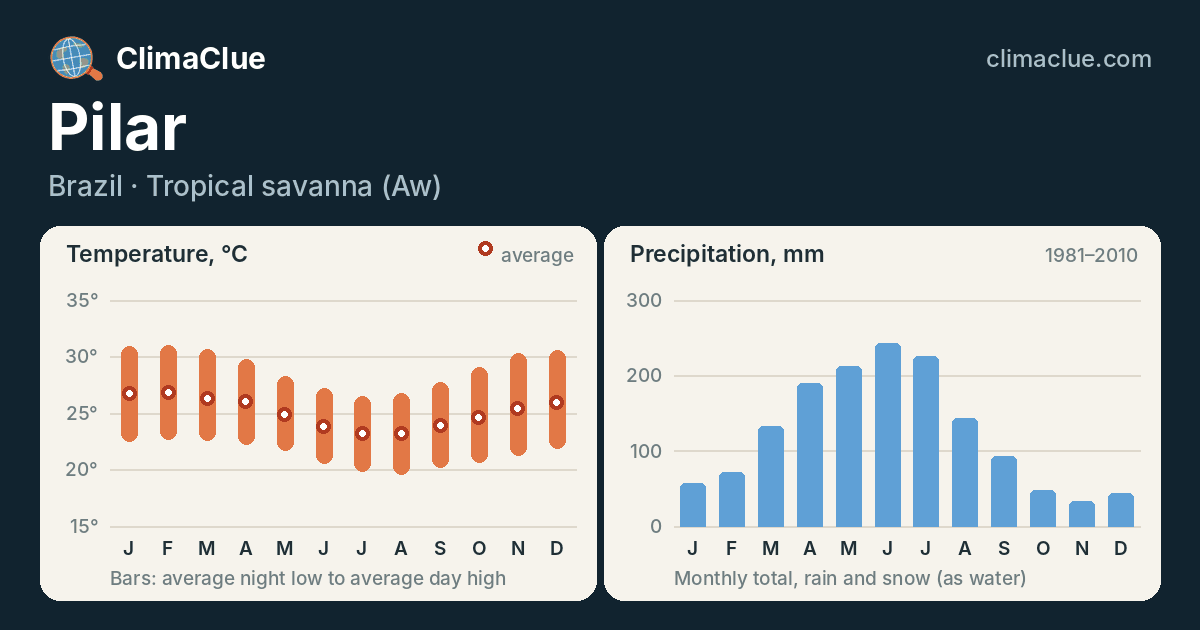 ClimaClue
climaclue.com
Pilar
Brazil · Tropical savanna (Aw)
Temperature, °C
average
35°
30°
25°
20°
15°
J F M A M J J A S O N D
Bars: average night low to average day high
Precipitation, mm
1981–2010
300
200
100
0
J F M A M J J A S O N D
Monthly total, rain and snow (as water)